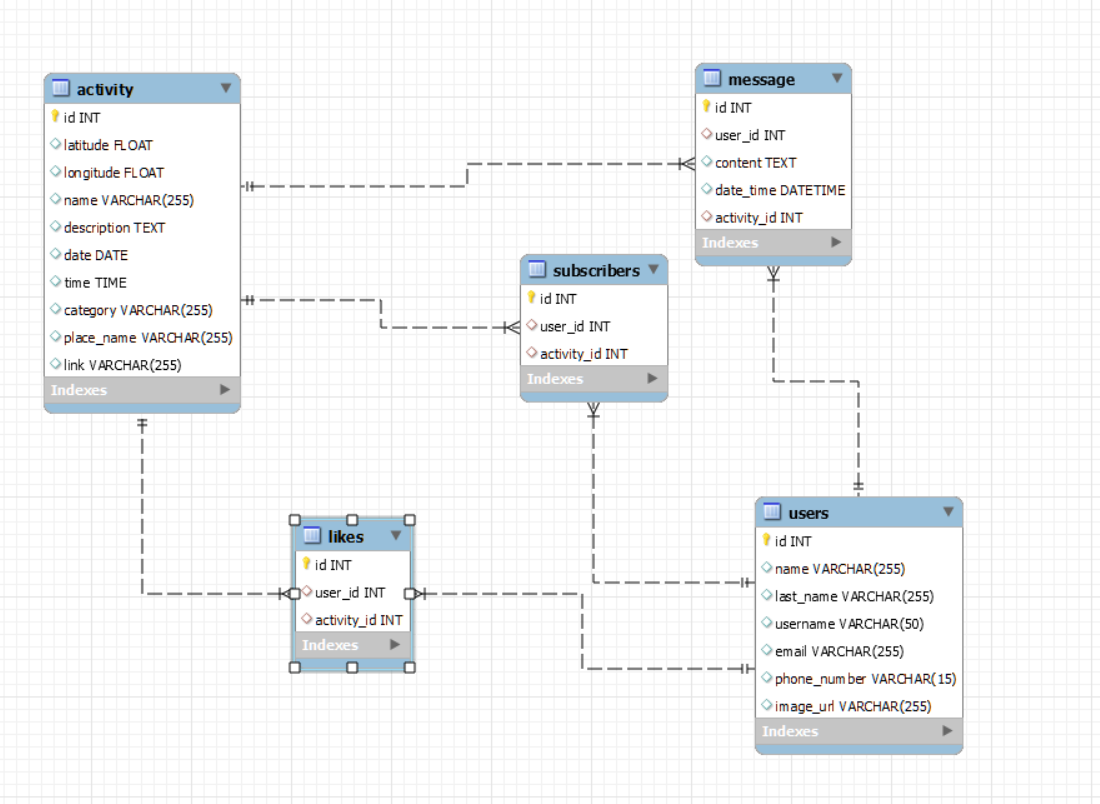 activity
id INT
latitude FLOAT
longitude FLOAT
name VARCHAR(255)
description TEXT
date DATE
time TIME
category VARCHAR(255)
place_name VARCHAR(255)
link VARCHAR(255)
Indexes
message
id INT
user_id INT
content TEXT
date_time DATETIME
activity_id INT
Indexes
subscribers
id INT
user_id INT
activity_id INT
Indexes
likes
id INT
user_id INT
activity_id INT
Indexes
users
id INT
name VARCHAR(255)
last_name VARCHAR(255)
username VARCHAR(50)
email VARCHAR(255)
phone_number VARCHAR(15)
image_url VARCHAR(255)
Indexes